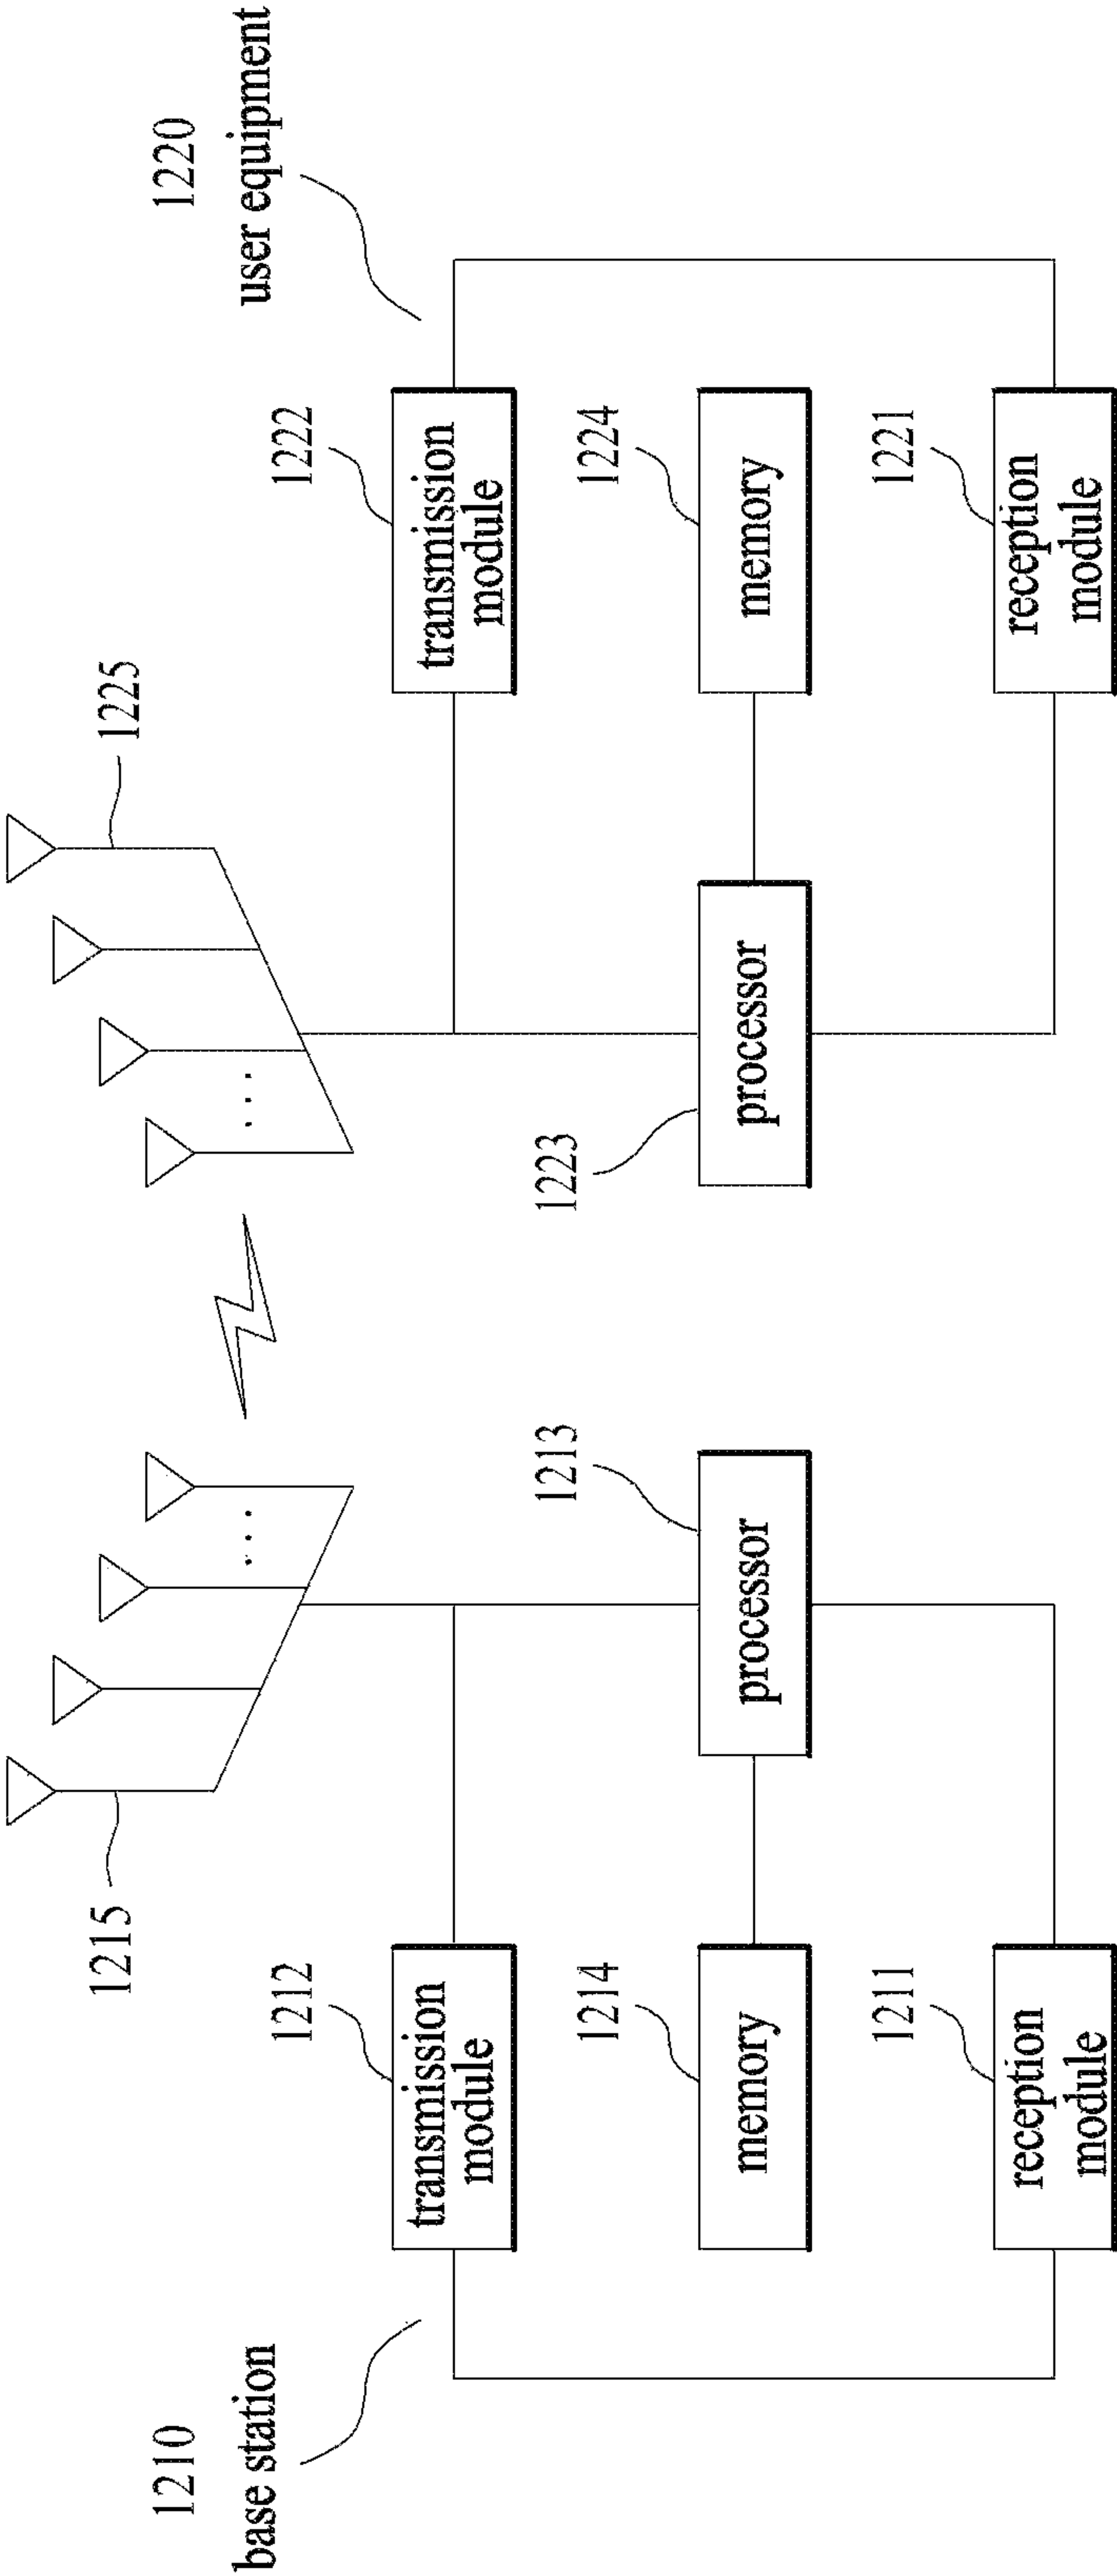 1210
base station
1215
1212
transmission
module
1214
memory
1211
reception
module
1213
processor
...
1220
user equipment
1225
1222
transmission
module
1224
memory
1221
reception
module
1223
processor
...